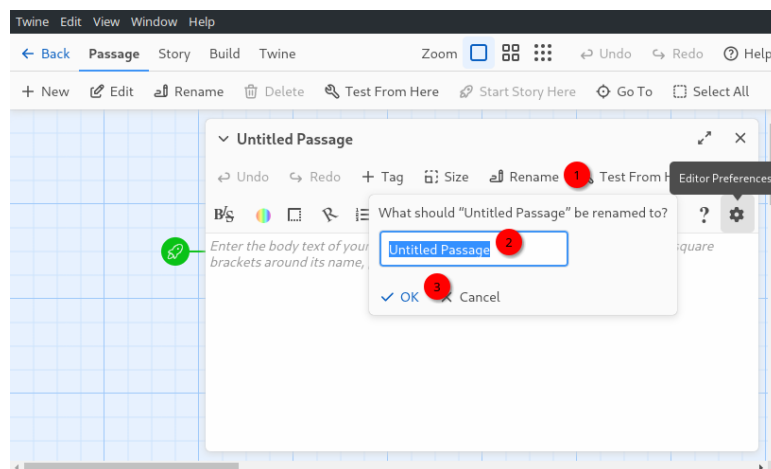 Twine Edit View Window Help
← Back Passage Story Build Twine Zoom Undo Redo Help
+ New Edit Rename Delete Test From Here Start Story Here Go To Select All
Untitled Passage
Undo Redo + Tag Size Rename 1 Test From H Editor Preferences
What should “Untitled Passage” be renamed to? ?
Untitled Passage 2
Enter the body text of your square
brackets around its name,
OK 3 Cancel